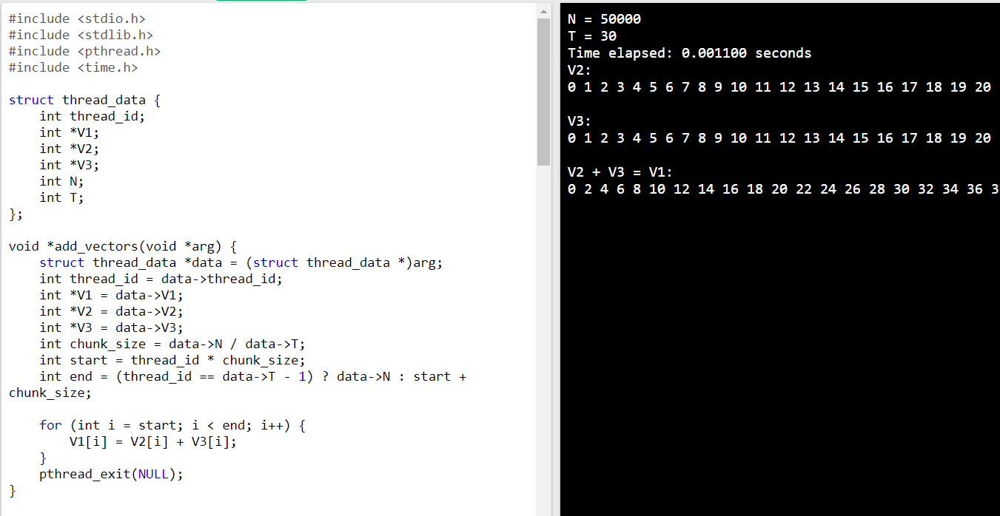 #include <stdio.h>
#include <stdlib.h>
#include <pthread.h>
#include <time.h>
struct thread_data {
    int thread_id;
    int *V1;
    int *V2;
    int *V3;
    int N;
    int T;
};
void *add_vectors(void *arg) {
    struct thread_data *data = (struct thread_data *)arg;
    int thread_id = data->thread_id;
    int *V1 = data->V1;
    int *V2 = data->V2;
    int *V3 = data->V3;
    int chunk_size = data->N / data->T;
    int start = thread_id * chunk_size;
    int end = (thread_id == data->T - 1) ? data->N : start +
chunk_size;
    for (int i = start; i < end; i++) {
        V1[i] = V2[i] + V3[i];
    }
    pthread_exit(NULL);
}
N = 50000
T = 30
Time elapsed: 0.001100 seconds
V2:
0 1 2 3 4 5 6 7 8 9 10 11 12 13 14 15 16 17 18 19 20
V3:
0 1 2 3 4 5 6 7 8 9 10 11 12 13 14 15 16 17 18 19 20
V2 + V3 = V1:
0 2 4 6 8 10 12 14 16 18 20 22 24 26 28 30 32 34 36 3